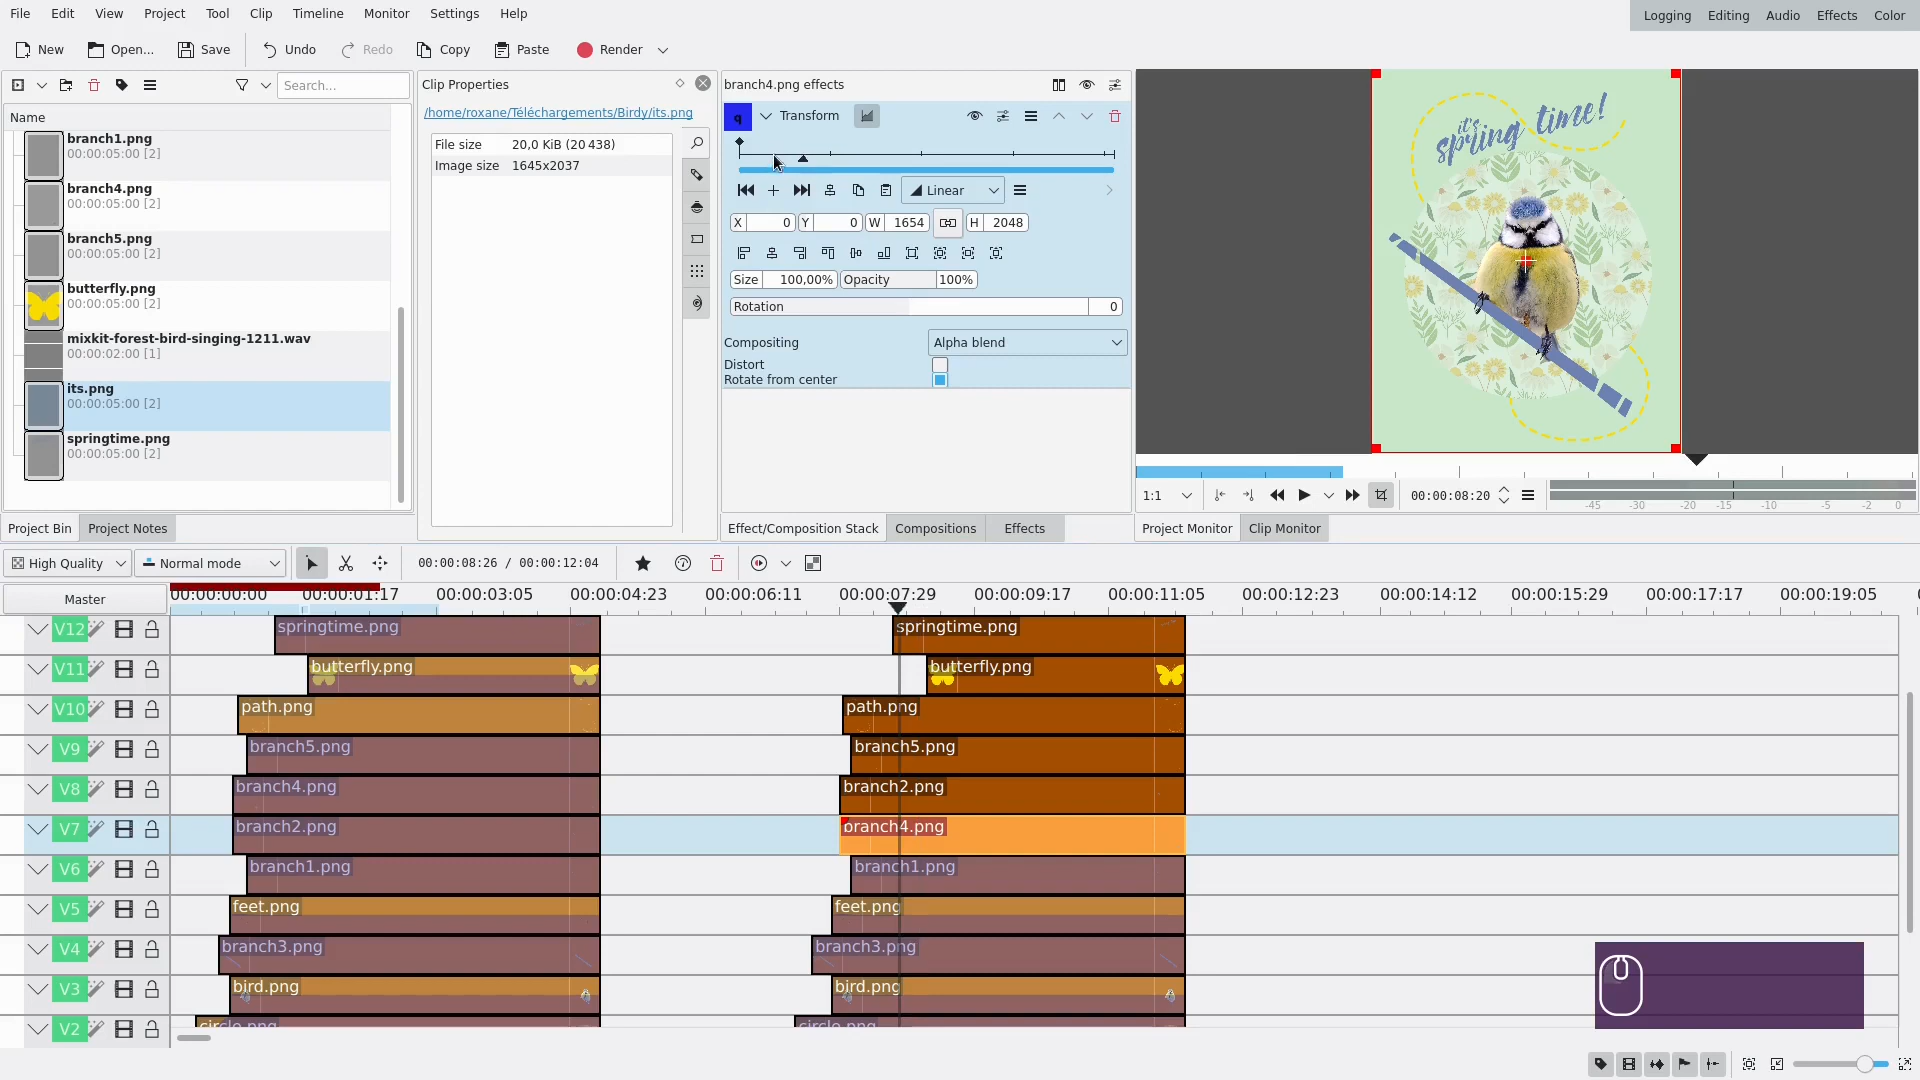 File Edit View Project Tool Clip Timeline Monitor Settings Help
Logging Editing Audio Effects Color
New Open... Save Undo Redo Copy Paste Render
Search...
Name
branch1.png
00:00:05:00 [2]
branch4.png
00:00:05:00 [2]
branch5.png
00:00:05:00 [2]
butterfly.png
00:00:05:00 [2]
mixkit-forest-bird-singing-1211.wav
00:00:02:00 [1]
its.png
00:00:05:00 [2]
springtime.png
00:00:05:00 [2]
Project Bin Project Notes
Clip Properties
/home/roxane/Téléchargements/Birdy/its.png
File size 20,0 KiB (20 438)
Image size 1645x2037
branch4.png effects
q Transform
Linear
X 0 Y 0 W 1654 H 2048
Size 100,00% Opacity 100%
Rotation 0
Compositing Alpha blend
Distort
Rotate from center
Effect/Composition Stack Compositions Effects
it's
spring time!
1:1 00:00:08:20
-45 -30 -20 -15 -10 -5 -2 0
Project Monitor Clip Monitor
High Quality Normal mode 00:00:08:26 / 00:00:12:04
Master 00:00:00:00 00:00:01:17 00:00:03:05 00:00:04:23 00:00:06:11 00:00:07:29 00:00:09:17 00:00:11:05 00:00:12:23 00:00:14:12 00:00:15:29 00:00:17:17 00:00:19:05
V12 springtime.png springtime.png
V11 butterfly.png butterfly.png
V10 path.png path.png
V9 branch5.png branch5.png
V8 branch4.png branch2.png
V7 branch2.png branch4.png
V6 branch1.png branch1.png
V5 feet.png feet.png
V4 branch3.png branch3.png
V3 bird.png bird.png
V2 circle.png circle.png